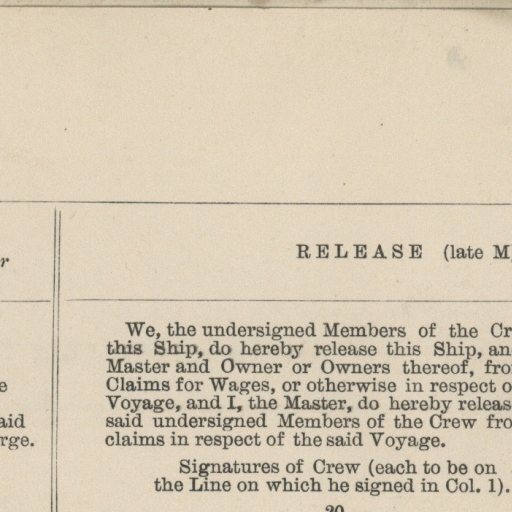 r
RELEASE (late M
We, the undersigned Members of the Cr
this Ship, do hereby release this Ship, an
Master and Owner or Owners thereof, fro
e
Claims for Wages, or otherwise in respect o
Voyage, and I, the Master, do hereby releas
aid
said undersigned Members of the Crew fro
rge.
claims in respect of the said Voyage.
Signatures of Crew (each to be on
the Line on which he signed in Col. 1).
20